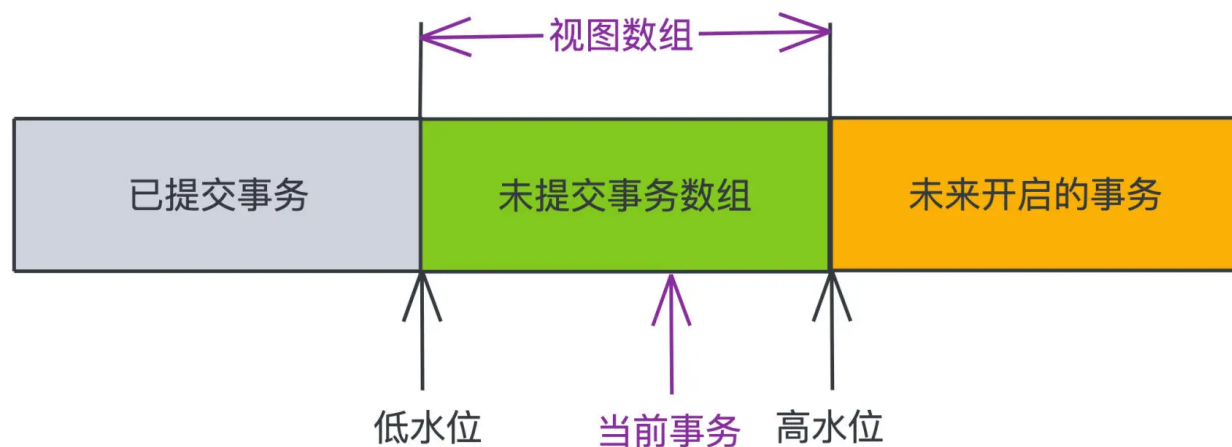 视图数组
已提交事务
未提交事务数组
未来开启的事务
低水位
当前事务
高水位